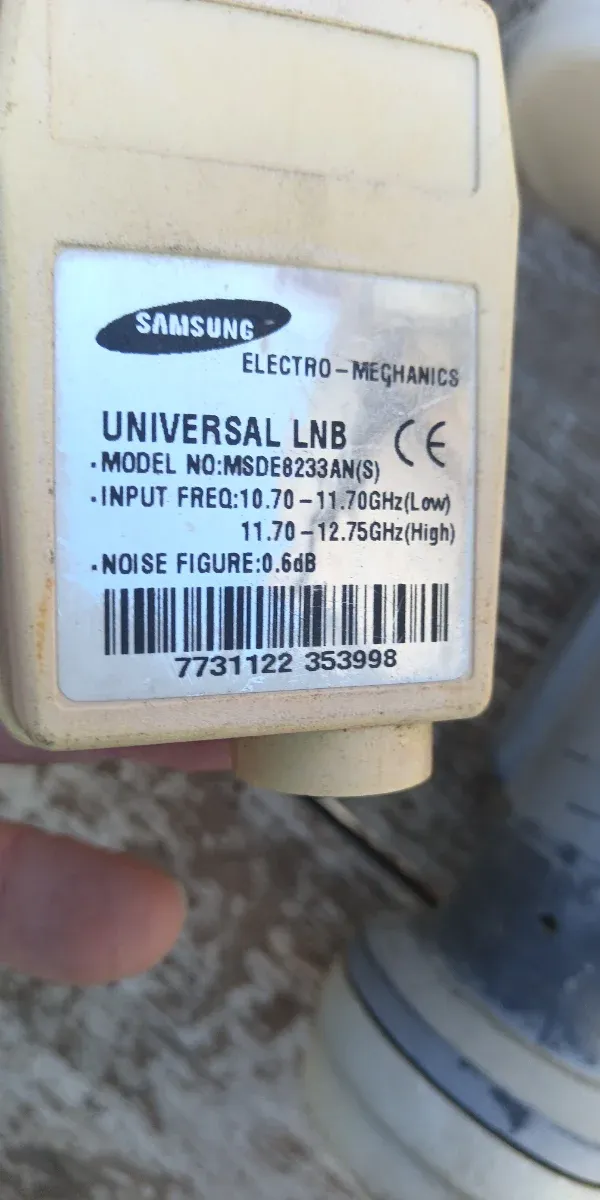 SAMSUNG
ELECTRO-MECHANICS
UNIVERSAL LNB CE
·MODEL NO:MSDE8233AN(S)
·INPUT FREQ:10.70-11.70GHz(Low)
11.70-12.75GHz(High)
·NOISE FIGURE:0.6dB
7731122 353998